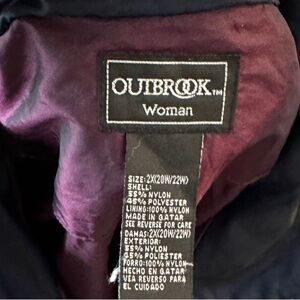 OUTBROOK™
Woman
SIZE: 2X(20W/22W)
SHELL:
55% NYLON
45% POLYESTER
LINING: 100% NYLON
MADE IN QATAR
SEE REVERSE FOR CARE
DAMAS: 2X(20W/22W)
EXTERIOR:
55% NYLON
45% POLYESTER
FORRO: 100% NYLON
HECHO EN QATAR
VEA REVERSO PARA
EL CUIDADO